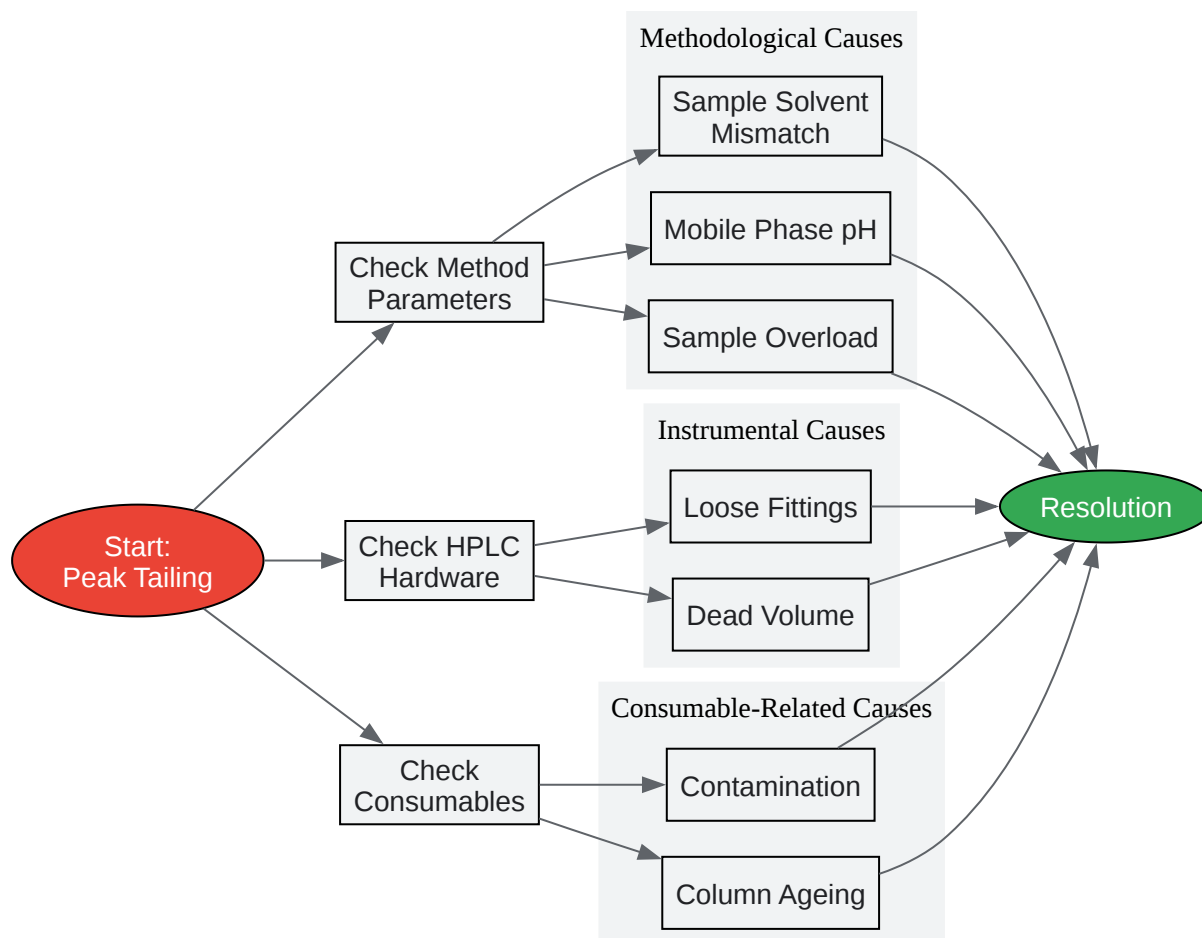 Methodological Causes
Sample Solvent
Mismatch
Mobile Phase pH
Check Method
Parameters
Sample Overload
Instrumental Causes
Loose Fittings
Resolution
Start:
Peak Tailing
Check HPLC
Hardware
Dead Volume
Consumable-Related Causes
Check
Consumables
Contamination
Column Ageing